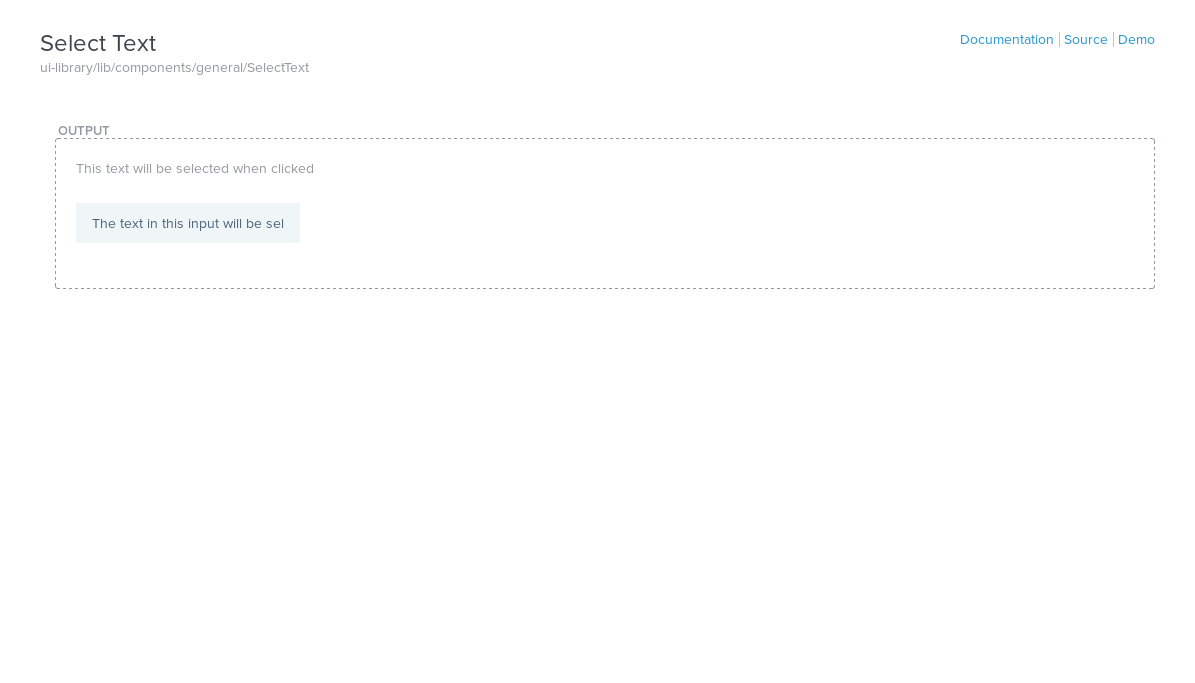 Select Text
Documentation
Source
Demo
ui-library/lib/components/general/SelectText
OUTPUT
This text will be selected when clicked
The text in this input will be sel